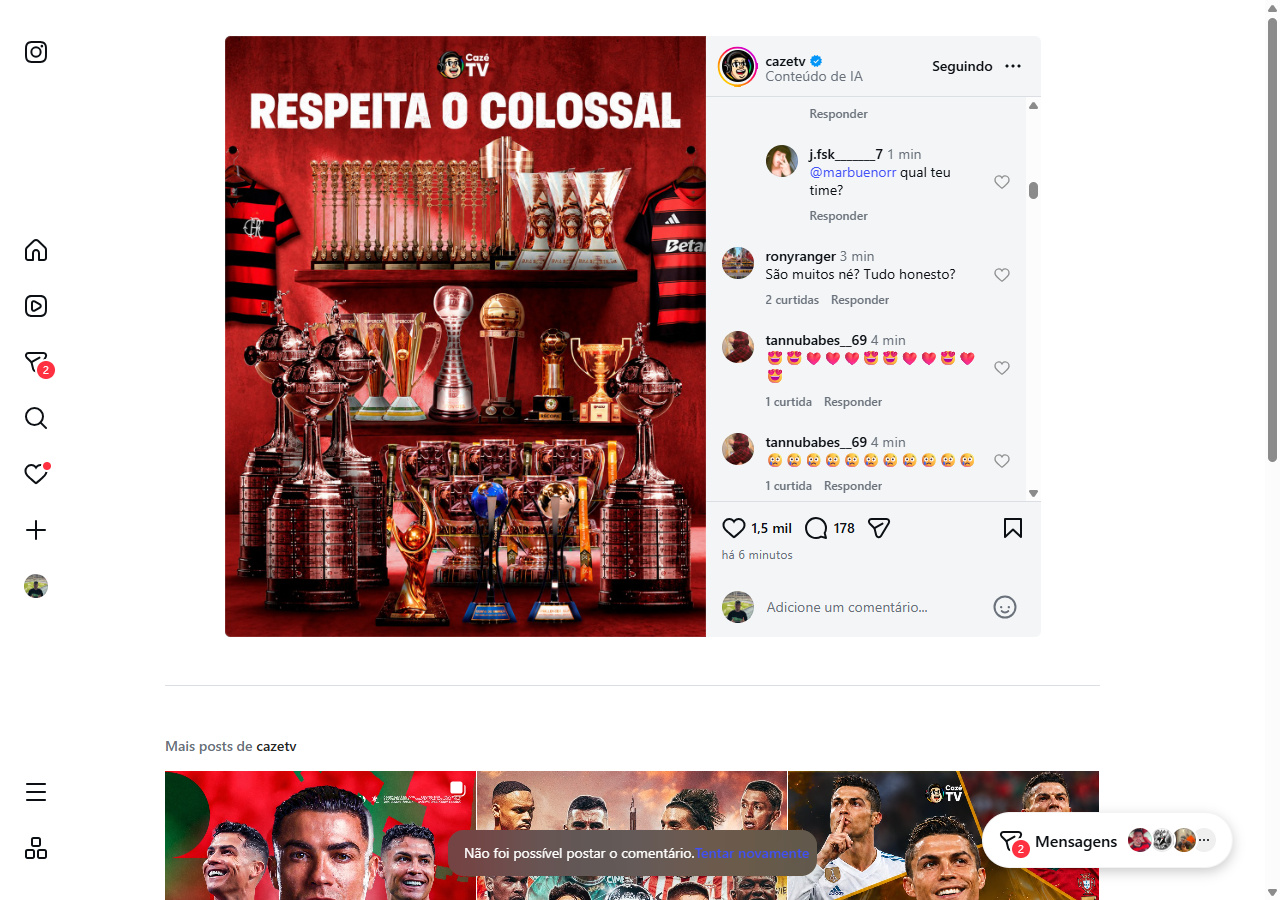 Cazé
TV
RESPEITA O COLOSSAL
Beta
cazetv
Conteúdo de IA
Seguindo
Responder
j.fsk_______7 1 min
@marbuenorr qual teu
time?
Responder
ronyranger 3 min
São muitos né? Tudo honesto?
2 curtidas Responder
tannubabes__69 4 min
1 curtida Responder
tannubabes__69 4 min
1 curtida Responder
1,5 mil 178
há 6 minutos
Adicione um comentário...
2
Mais posts de cazetv
Cazé
TV
Não foi possível postar o comentário. Tentar novamente
2
Mensagens